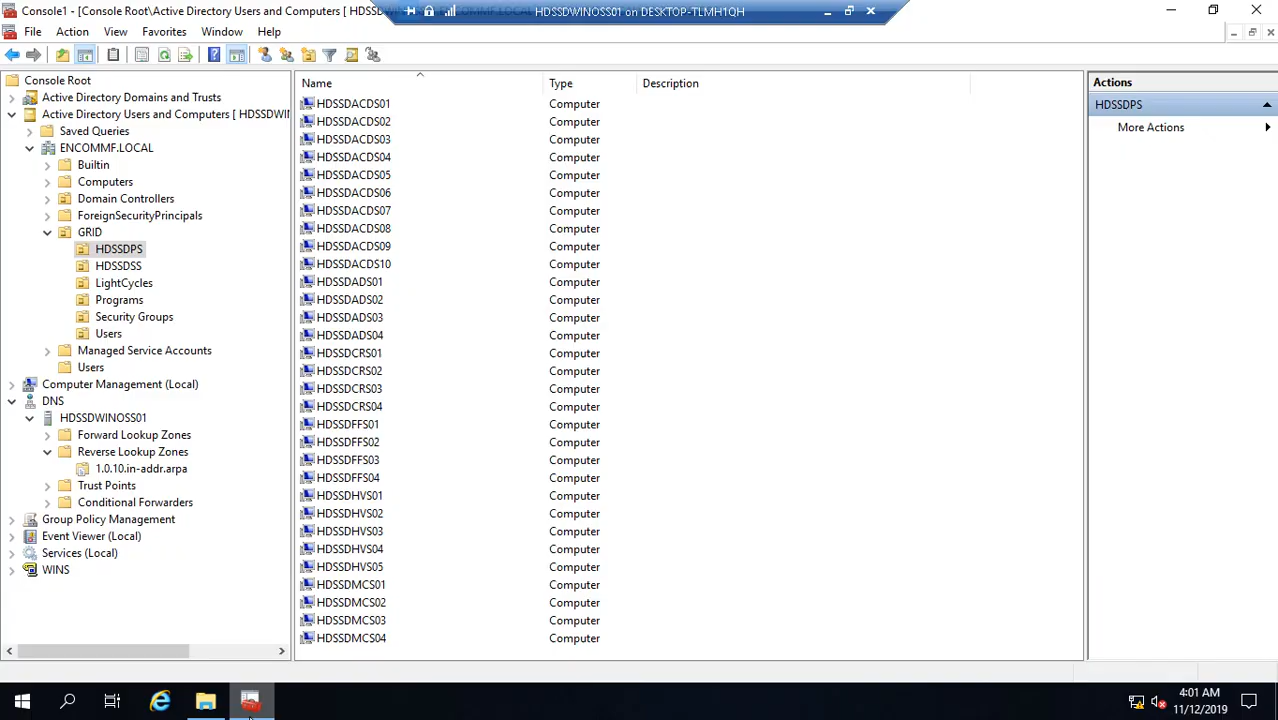 Console1 - [Console Root\Active Directory Users and Computers [ HDSSDWINOSS01.ENCOMMF.LOCAL
HDSSDWINOSS01 on DESKTOP-TLMH1QH
File Action View Favorites Window Help
Console Root
Active Directory Domains and Trusts
Active Directory Users and Computers [ HDSSDWIN
Saved Queries
ENCOMMF.LOCAL
Builtin
Computers
Domain Controllers
ForeignSecurityPrincipals
GRID
HDSSDPS
HDSSDSS
LightCycles
Programs
Security Groups
Users
Managed Service Accounts
Users
Computer Management (Local)
DNS
HDSSDWINOSS01
Forward Lookup Zones
Reverse Lookup Zones
1.0.10.in-addr.arpa
Trust Points
Conditional Forwarders
Group Policy Management
Event Viewer (Local)
Services (Local)
WINS
Name Type Description
HDSSDACDS01 Computer
HDSSDACDS02 Computer
HDSSDACDS03 Computer
HDSSDACDS04 Computer
HDSSDACDS05 Computer
HDSSDACDS06 Computer
HDSSDACDS07 Computer
HDSSDACDS08 Computer
HDSSDACDS09 Computer
HDSSDACDS10 Computer
HDSSDADS01 Computer
HDSSDADS02 Computer
HDSSDADS03 Computer
HDSSDADS04 Computer
HDSSDCRS01 Computer
HDSSDCRS02 Computer
HDSSDCRS03 Computer
HDSSDCRS04 Computer
HDSSDFFS01 Computer
HDSSDFFS02 Computer
HDSSDFFS03 Computer
HDSSDFFS04 Computer
HDSSDHVS01 Computer
HDSSDHVS02 Computer
HDSSDHVS03 Computer
HDSSDHVS04 Computer
HDSSDHVS05 Computer
HDSSDMCS01 Computer
HDSSDMCS02 Computer
HDSSDMCS03 Computer
HDSSDMCS04 Computer
Actions
HDSSDPS
More Actions
4:01 AM
11/12/2019